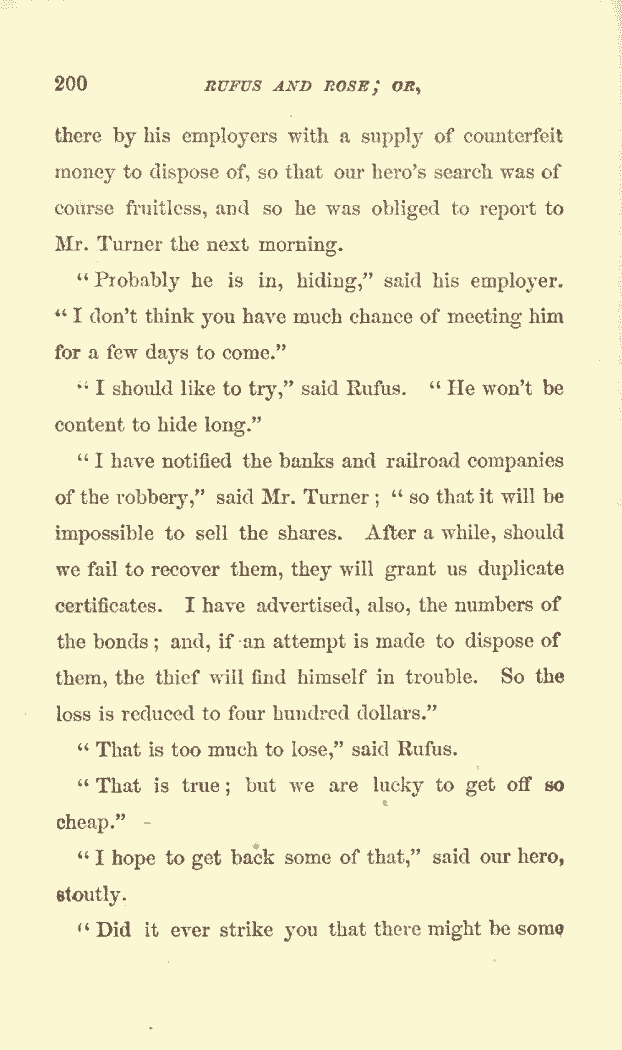 200 RUFUS AND ROSE; OR,
there by his employers with a supply of counterfeit
money to dispose of, so that our hero's search was of
course fruitless, and so he was obliged to report to
Mr. Turner the next morning.
"Probably he is in, hiding," said his employer.
"I don't think you have much chance of meeting him
for a few days to come."
"I should like to try," said Rufus. "He won't be
content to hide long."
"I have notified the banks and railroad companies
of the robbery," said Mr. Turner; "so that it will be
impossible to sell the shares. After a while, should
we fail to recover them, they will grant us duplicate
certificates. I have advertised, also, the numbers of
the bonds; and, if an attempt is made to dispose of
them, the thief will find himself in trouble. So the
loss is reduced to four hundred dollars."
"That is too much to lose," said Rufus.
"That is true; but we are lucky to get off so
cheap."
"I hope to get back some of that," said our hero,
stoutly.
"Did it ever strike you that there might be some